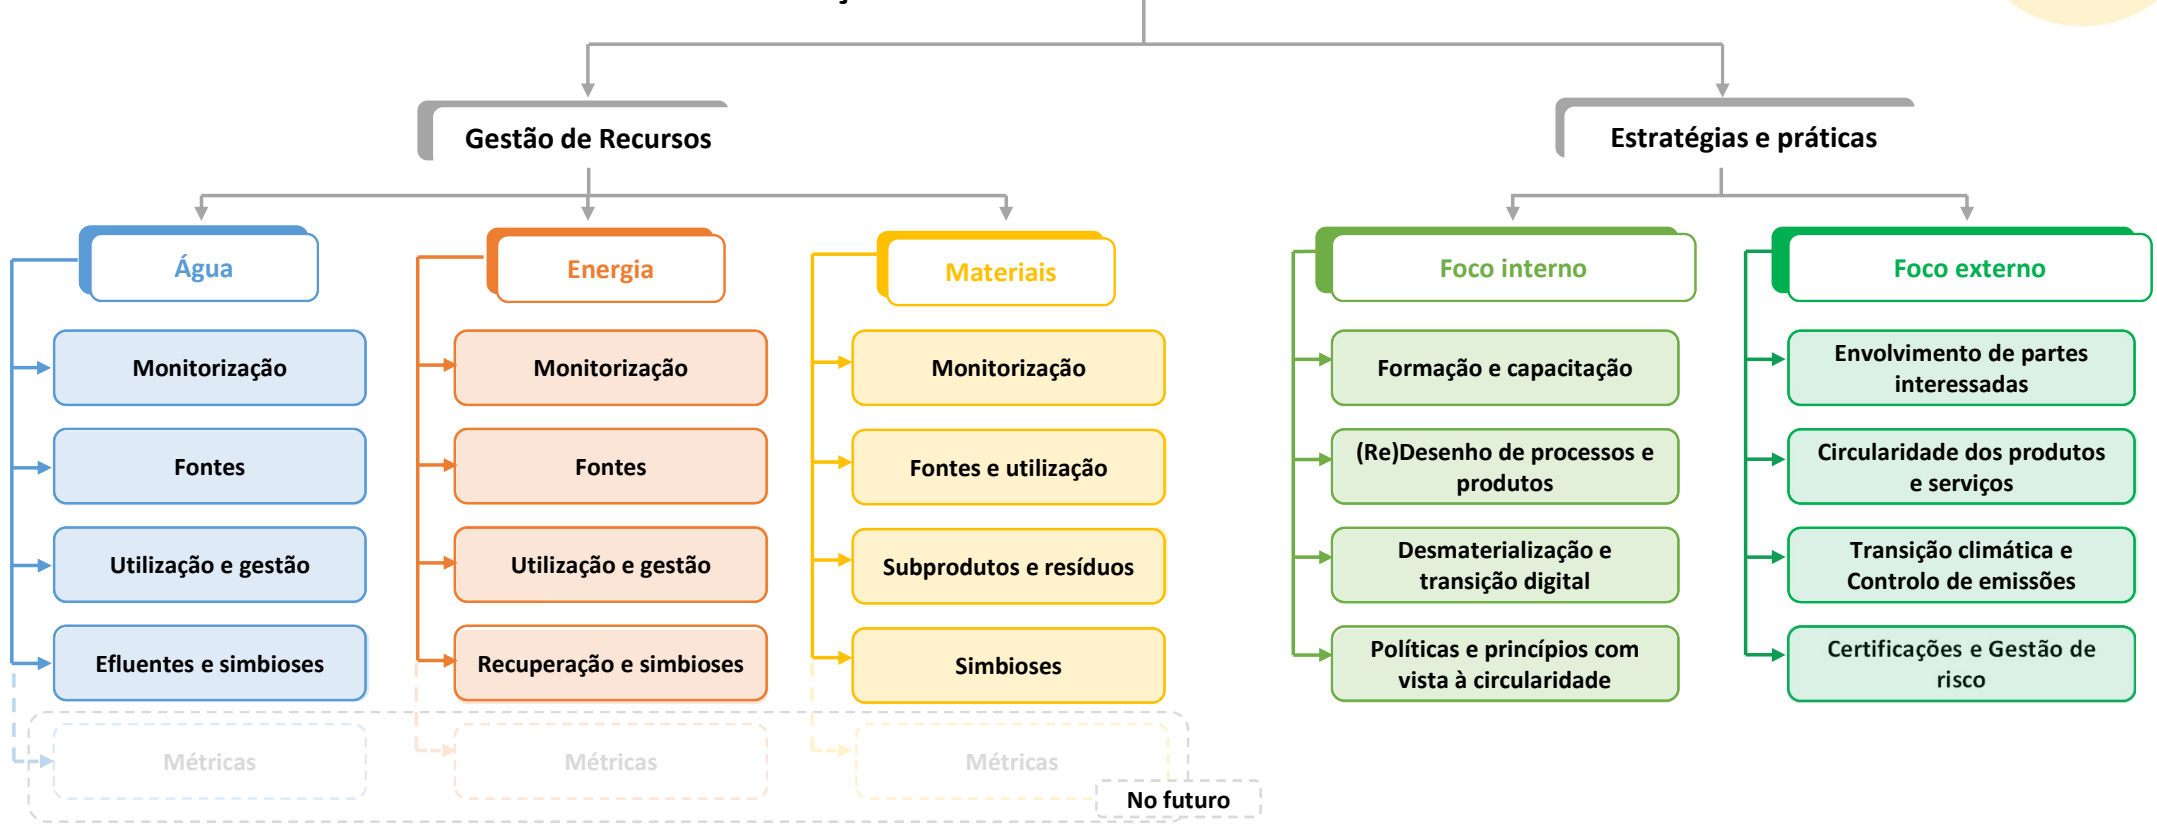 Gestão de Recursos
Estratégias e práticas
Água
Energia
Materiais
Foco interno
Foco externo
Monitorização
Fontes
Utilização e gestão
Efluentes e simbioses
Métricas
Monitorização
Fontes
Utilização e gestão
Recuperação e simbioses
Métricas
Monitorização
Fontes e utilização
Subprodutos e resíduos
Simbioses
Métricas
No futuro
Formação e capacitação
(Re)Desenho de processos e
produtos
Desmaterialização e
transição digital
Políticas e princípios com
vista à circularidade
Envolvimento de partes
interessadas
Circularidade dos produtos
e serviços
Transição climática e
Controlo de emissões
Certificações e Gestão de
risco